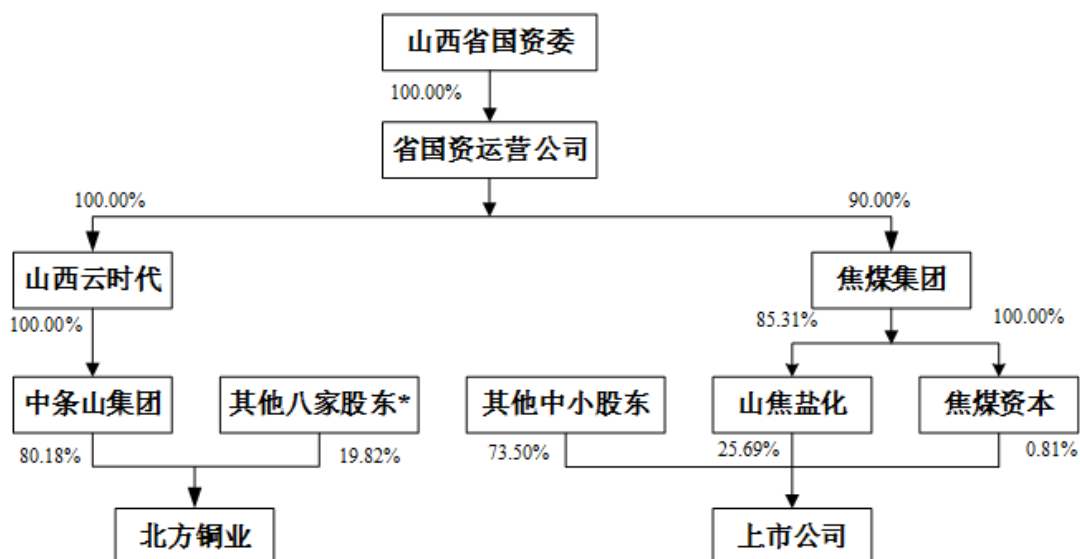 山西省国资委
100.00%
省国资运营公司
100.00%
90.00%
山西云时代
焦煤集团
100.00%
85.31%
100.00%
中条山集团
其他八家股东*
其他中小股东
山焦盐化
焦煤资本
80.18%
19.82%
73.50%
25.69%
0.81%
北方铜业
上市公司